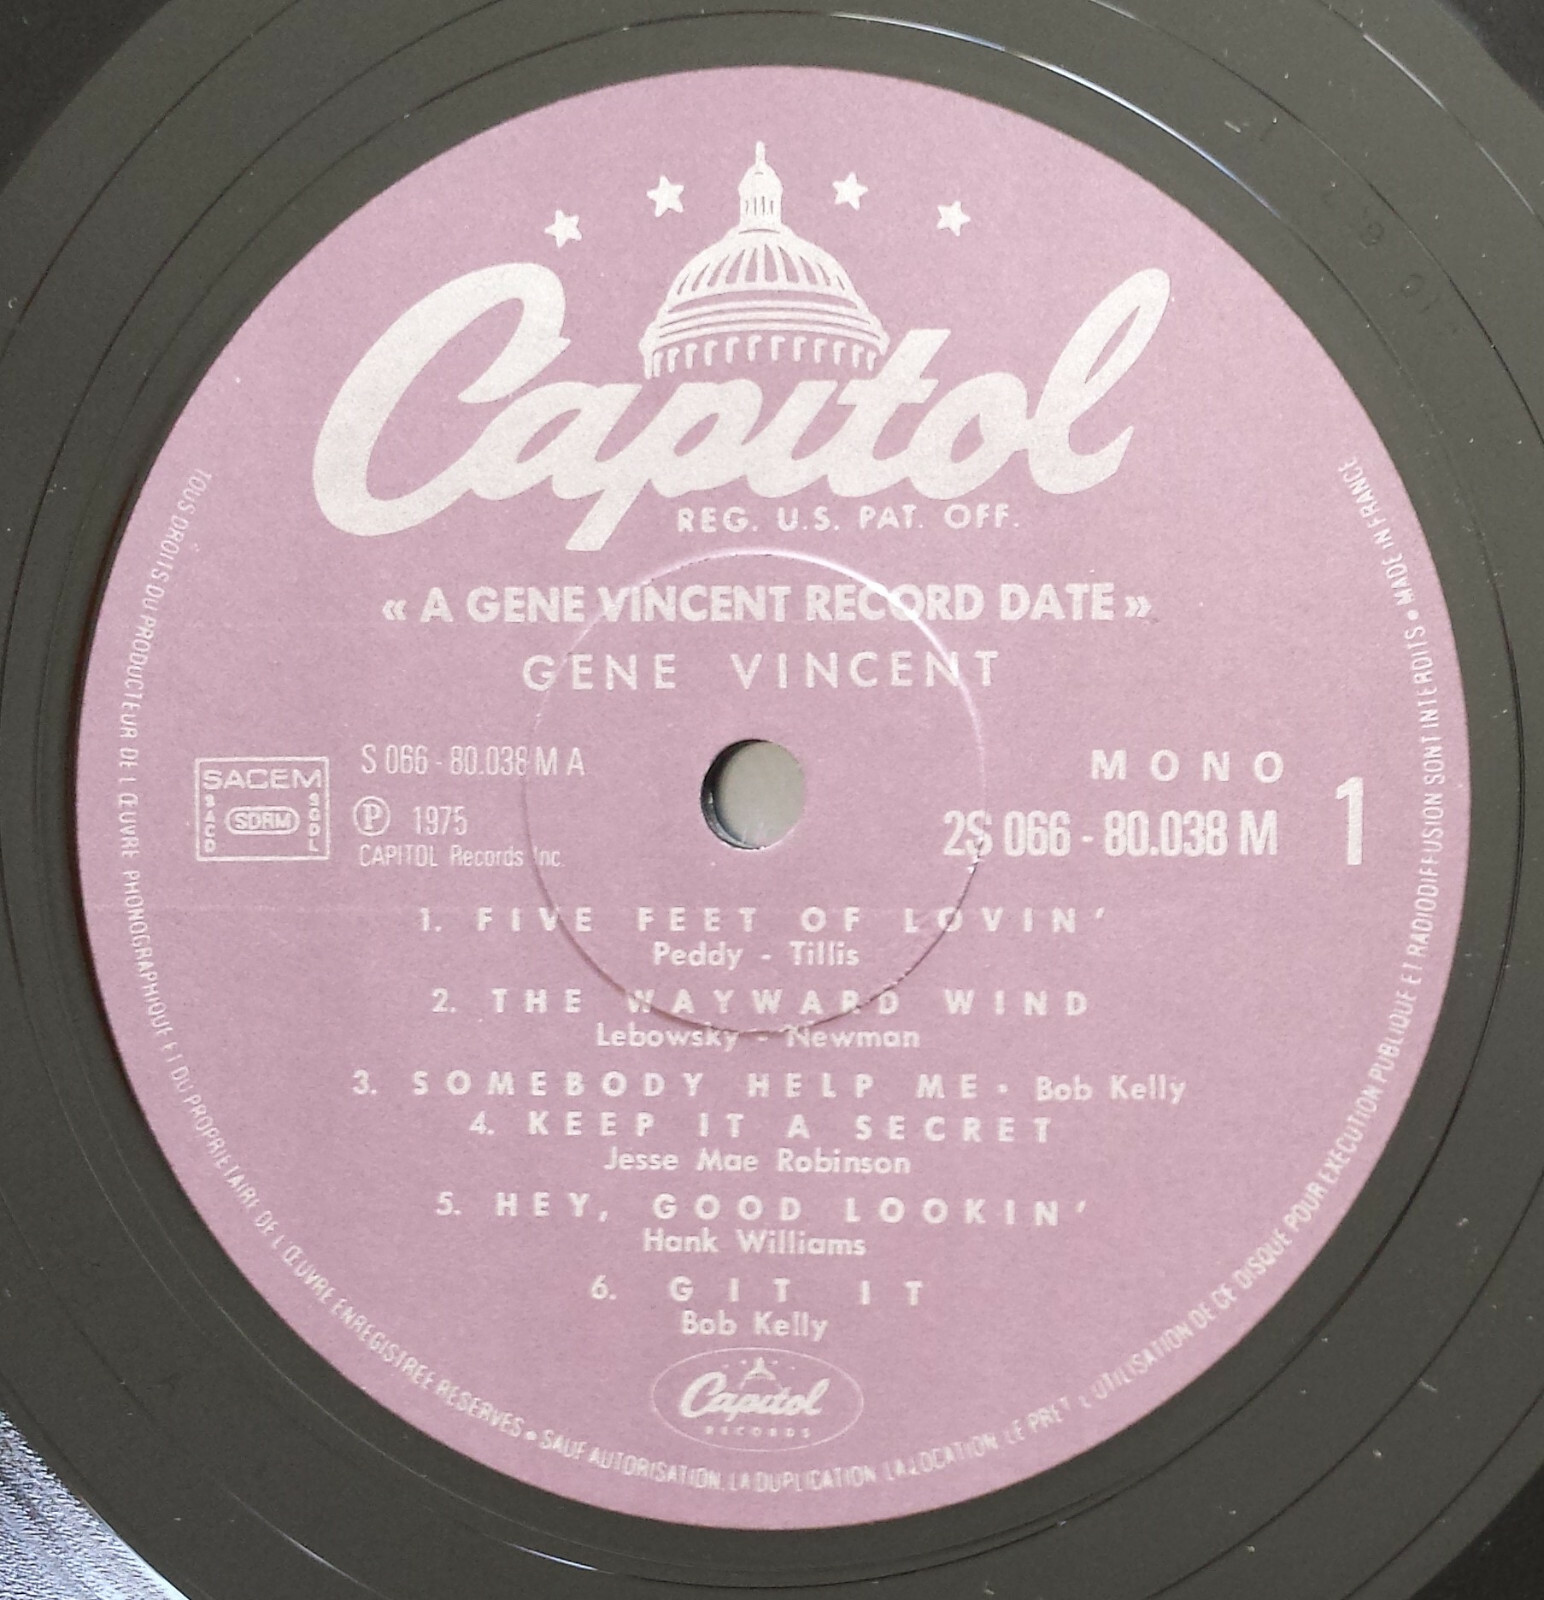 Capitol
REG. U.S. PAT. OFF.
« A GENE VINCENT RECORD DATE »
GENE VINCENT
SACEM
SACD
SDRM
SGDL
S 066 - 80.038 M A
℗ 1975
CAPITOL Records Inc.
MONO
2S 066 - 80.038 M
1
1. FIVE FEET OF LOVIN'
Peddy - Tillis
2. THE WAYWARD WIND
Lebowsky - Newman
3. SOMEBODY HELP ME - Bob Kelly
4. KEEP IT A SECRET
Jesse Mae Robinson
5. HEY, GOOD LOOKIN'
Hank Williams
6. GIT IT
Bob Kelly
Capitol
RECORDS
TOUS DROITS DU PRODUCTEUR DE L'ŒUVRE PHONOGRAPHIQUE ET DU PROPRIETAIRE DE L'ŒUVRE ENREGISTREE RESERVES • SAUF AUTORISATION, LA DUPLICATION, LA LOCATION, LE PRET, L'UTILISATION DE CE DISQUE POUR EXECUTION PUBLIQUE ET RADIODIFFUSION SONT INTERDITS • MADE IN FRANCE